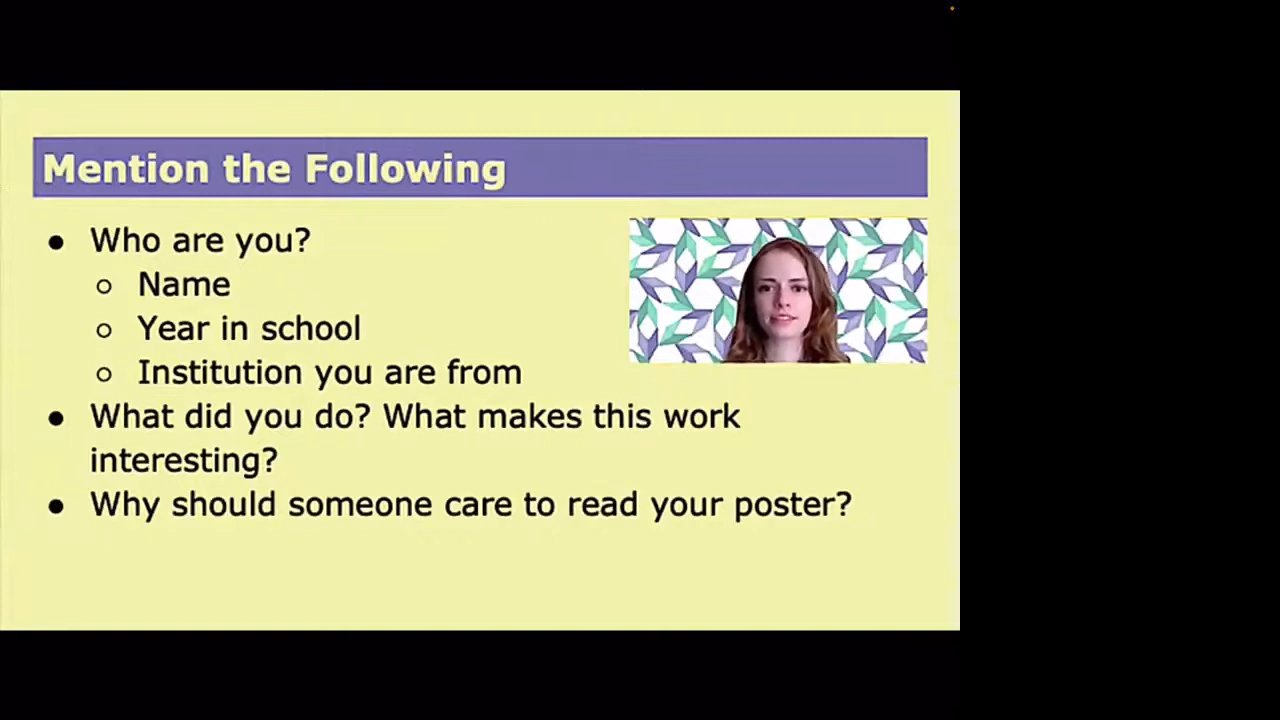 Mention the Following
● Who are you?
○ Name
○ Year in school
○ Institution you are from
● What did you do? What makes this work
interesting?
● Why should someone care to read your poster?